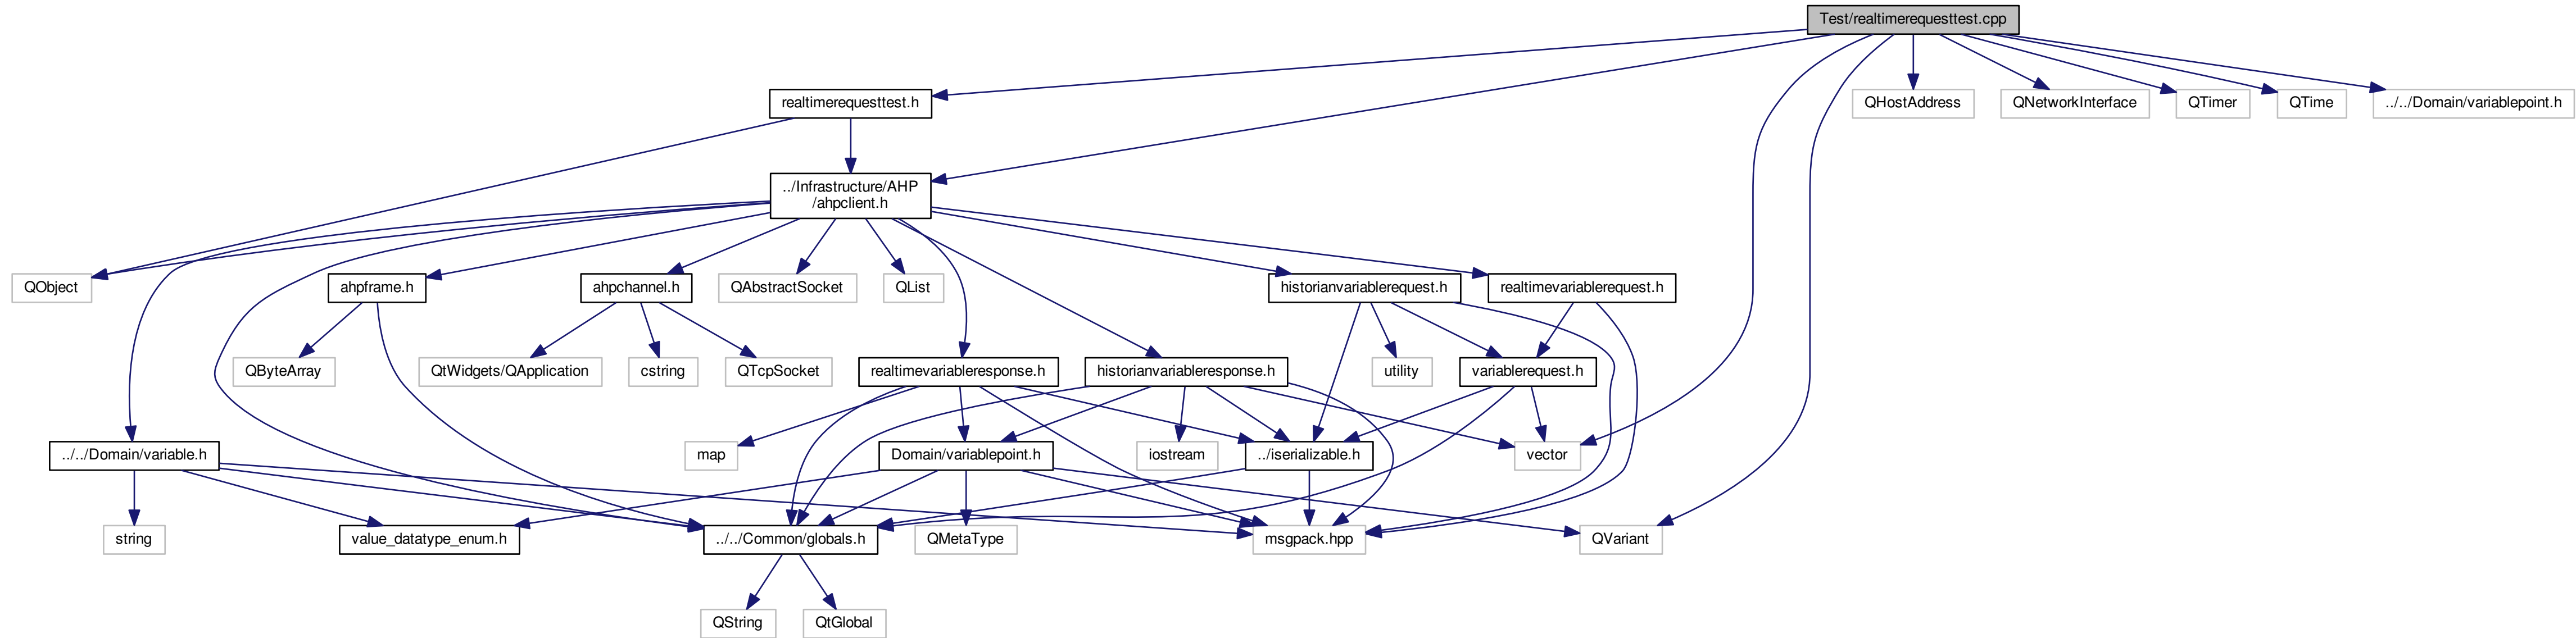 Test/realtimerequesttest.cpp
realtimerequesttest.h
QHostAddress
QNetworkInterface
QTimer
QTime
../../Domain/variablepoint.h
../Infrastructure/AHP
/ahpclient.h
QObject
ahpframe.h
ahpchannel.h
QAbstractSocket
QList
historianvariablerequest.h
realtimevariablerequest.h
QByteArray
QtWidgets/QApplication
cstring
QTcpSocket
realtimevariableresponse.h
historianvariableresponse.h
utility
variablerequest.h
../../Domain/variable.h
map
Domain/variablepoint.h
iostream
../iserializable.h
vector
string
value_datatype_enum.h
../../Common/globals.h
QMetaType
msgpack.hpp
QVariant
QString
QtGlobal